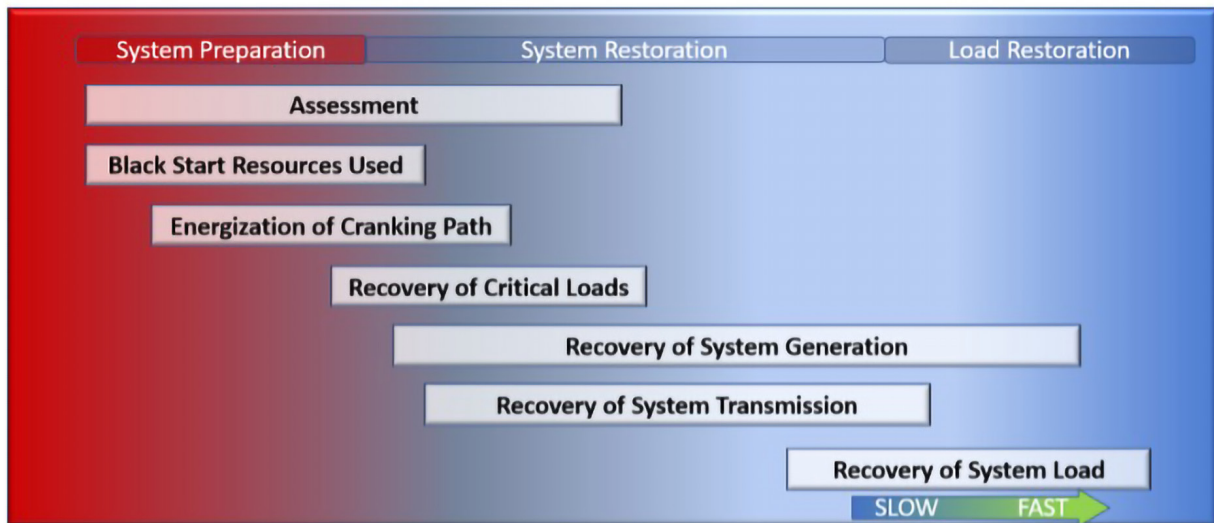 System Preparation System Restoration Load Restoration
Assessment
Black Start Resources Used
Energization of Cranking Path
Recovery of Critical Loads
Recovery of System Generation
Recovery of System Transmission
Recovery of System Load
SLOW FAST